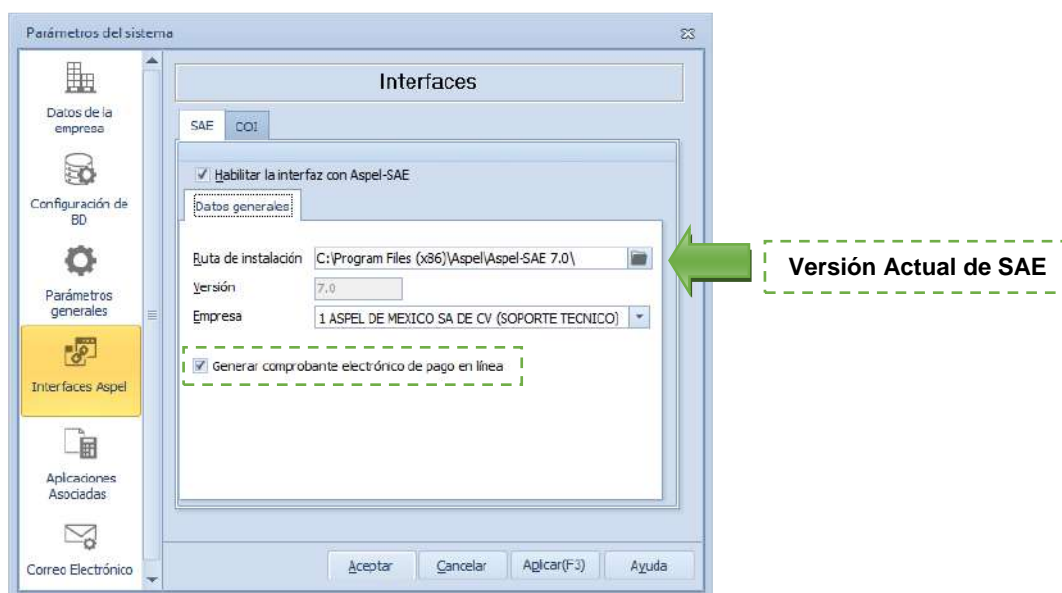 Parámetros del sistema
Datos de la
empresa
Configuración de
BD
Parámetros
generales
Interfaces Aspel
Aplicaciones
Asociadas
Correo Electrónico
Interfaces
SAE
COI
Habilitar la interfaz con Aspel-SAE
Datos generales
Ruta de instalación C:\Program Files (x86)\Aspel\Aspel-SAE 7.0\
Versión 7.0
Empresa 1 ASPEL DE MEXICO SA DE CV (SOPORTE TECNICO)
Generar comprobante electrónico de pago en línea
Aceptar
Cancelar
Aplicar(F3)
Ayuda
Versión Actual de SAE